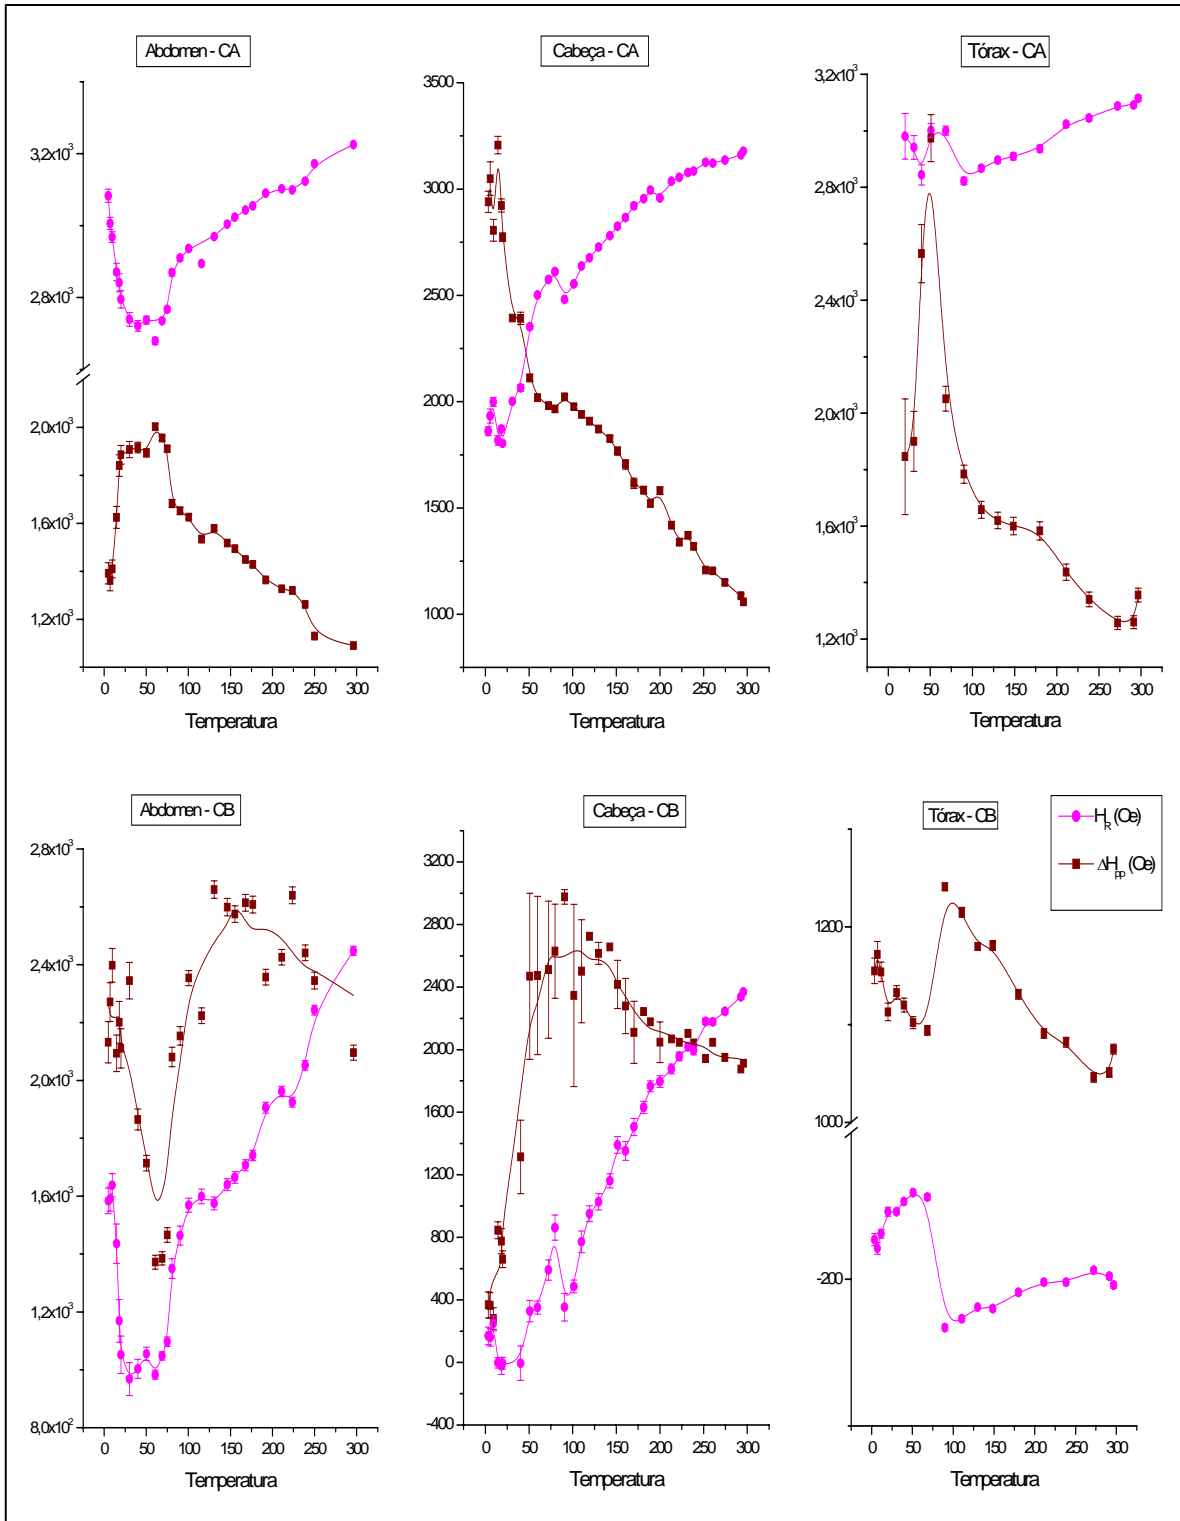 Abdomen - CA
3,2x10³
2,8x10³
2,0x10³
1,6x10³
1,2x10³
0 50 100 150 200 250 300
Temperatura
Cabeça - CA
3500
3000
2500
2000
1500
1000
0 50 100 150 200 250 300
Temperatura
Tórax - CA
3,2x10³
2,8x10³
2,4x10³
2,0x10³
1,6x10³
1,2x10³
0 50 100 150 200 250 300
Temperatura
Abdomen - CB
2,8x10³
2,4x10³
2,0x10³
1,6x10³
1,2x10³
8,0x10²
0 50 100 150 200 250 300
Temperatura
Cabeça - CB
3200
2800
2400
2000
1600
1200
800
400
0
-400
0 50 100 150 200 250 300
Temperatura
Tórax - CB
1200
1000
-200
0 50 100 150 200 250 300
Temperatura
H_R (Oe)
ΔH_pp (Oe)